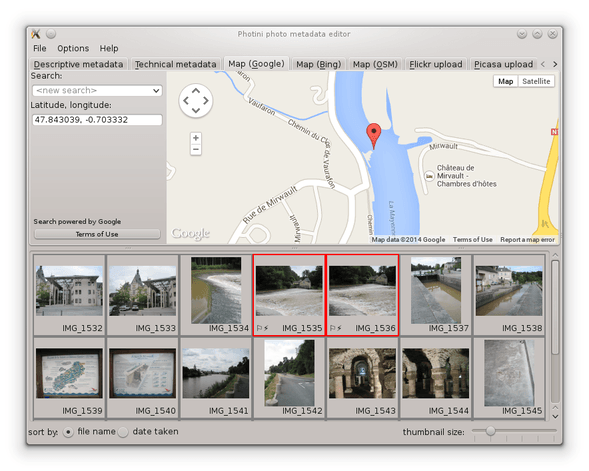 Photini photo metadata editor
File Options Help
Descriptive metadata Technical metadata Map (Google) Map (Bing) Map (OSM) Flickr upload Picasa upload
Search:
<new search>
Latitude, longitude:
47.843039, -0.703332
Search powered by Google
Terms of Use
Map Satellite
Vaufaron
Chemin du Clos de Vaurafon
Rue de Mirwault
Mirwault
Château de
Mirvault -
Chambres d'hôtes
Mirwault
La Mayenne
Chemin
Google
Map data ©2014 Google Terms of Use Report a map error
IMG_1532 IMG_1533 IMG_1534 IMG_1535 IMG_1536 IMG_1537 IMG_1538
IMG_1539 IMG_1540 IMG_1541 IMG_1542 IMG_1543 IMG_1544 IMG_1545
sort by: file name date taken thumbnail size: